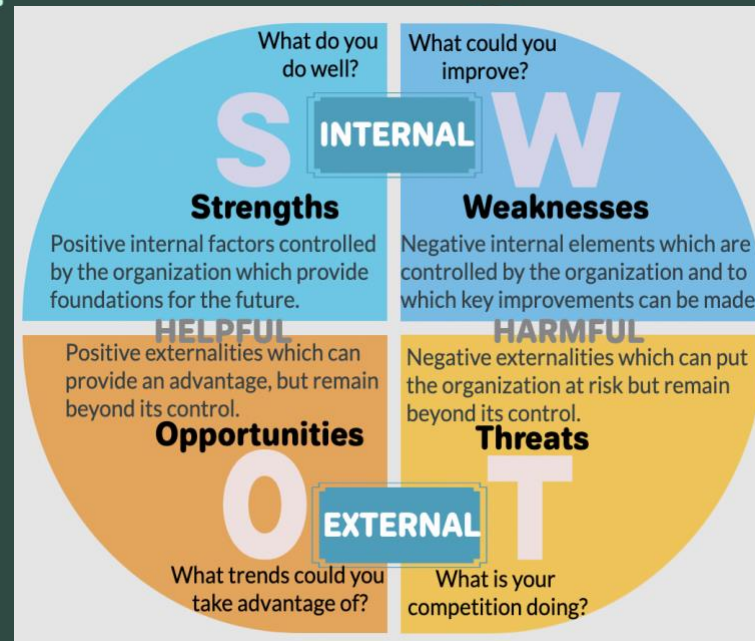 What do you
do well?
What could you
improve?
S
INTERNAL
W
Strengths
Weaknesses
Positive internal factors controlled
by the organization which provide
foundations for the future.
Negative internal elements which are
controlled by the organization and to
which key improvements can be made
HELPFUL
HARMFUL
Positive externalities which can
provide an advantage, but remain
beyond its control.
Negative externalities which can put
the organization at risk but remain
beyond its control.
Opportunities
Threats
O
EXTERNAL
T
What trends could you
take advantage of?
What is your
competition doing?